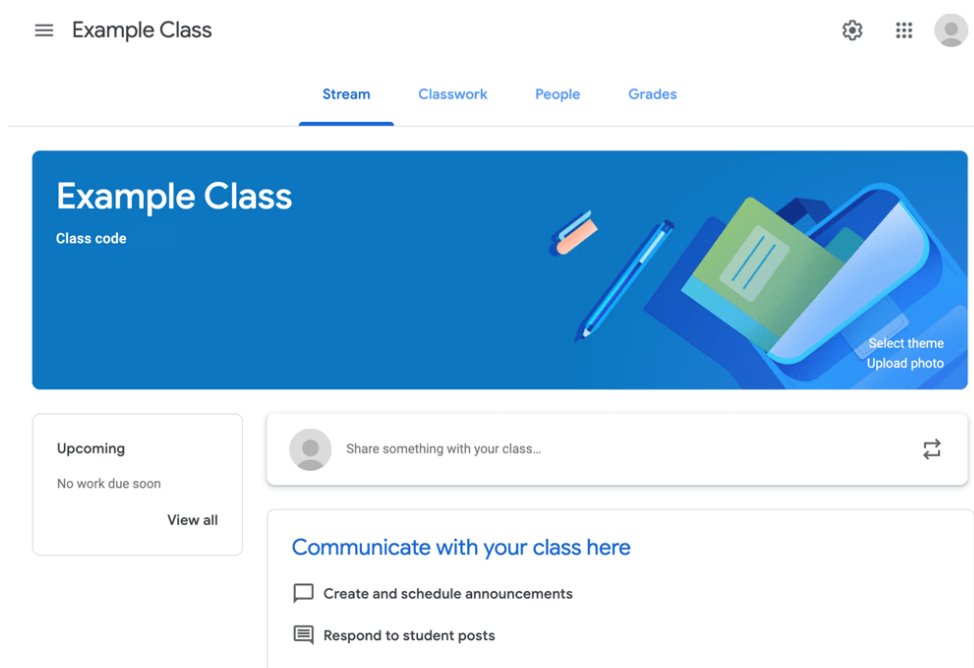 Example Class
Stream
Classwork
People
Grades
Example Class
Class code
Select theme
Upload photo
Upcoming
No work due soon
View all
Share something with your class...
Communicate with your class here
Create and schedule announcements
Respond to student posts